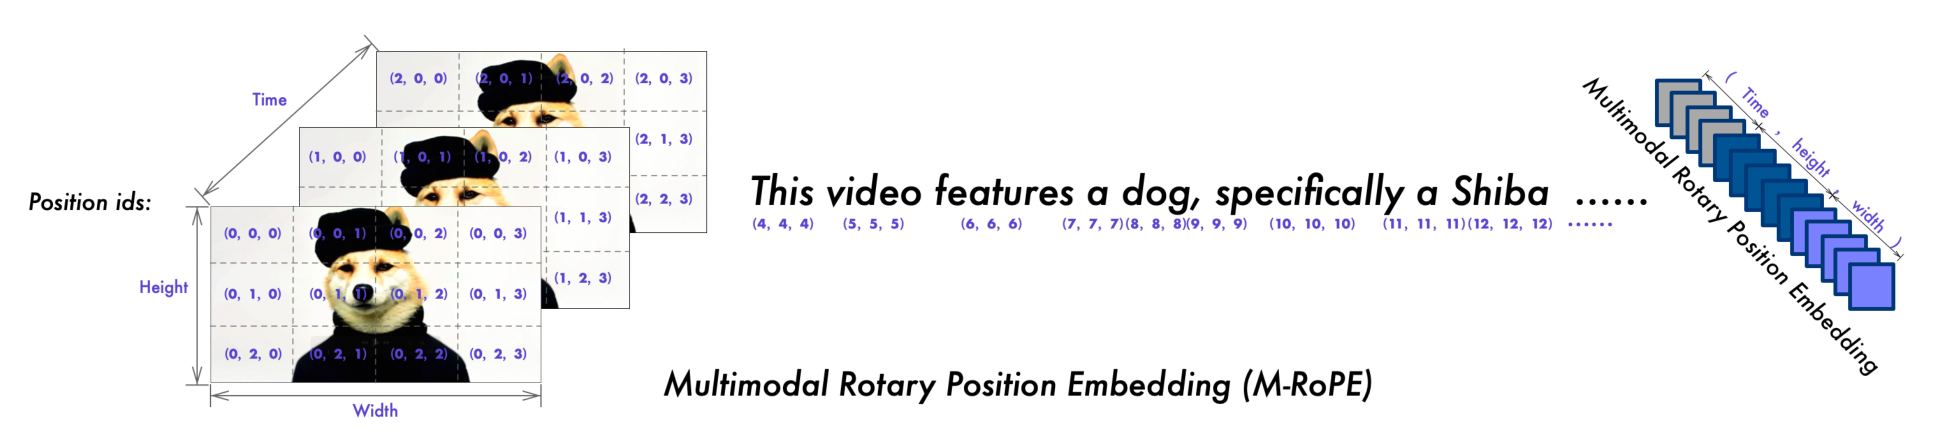 Position ids:
Time
Height
Width
(2, 0, 0) (2, 0, 1) (2, 0, 2) (2, 0, 3)
(2, 1, 3)
(2, 2, 3)
(1, 0, 0) (1, 0, 1) (1, 0, 2) (1, 0, 3)
(1, 1, 3)
(1, 2, 3)
(0, 0, 0) (0, 0, 1) (0, 0, 2) (0, 0, 3)
(0, 1, 0) (0, 1, 1) (0, 1, 2) (0, 1, 3)
(0, 2, 0) (0, 2, 1) (0, 2, 2) (0, 2, 3)
This video features a dog, specifically a Shiba ......
(4, 4, 4) (5, 5, 5) (6, 6, 6) (7, 7, 7) (8, 8, 8) (9, 9, 9) (10, 10, 10) (11, 11, 11) (12, 12, 12) ......
Multimodal Rotary Position Embedding (M-RoPE)
( Time , height , width )
Multimodal Rotary Position Embedding